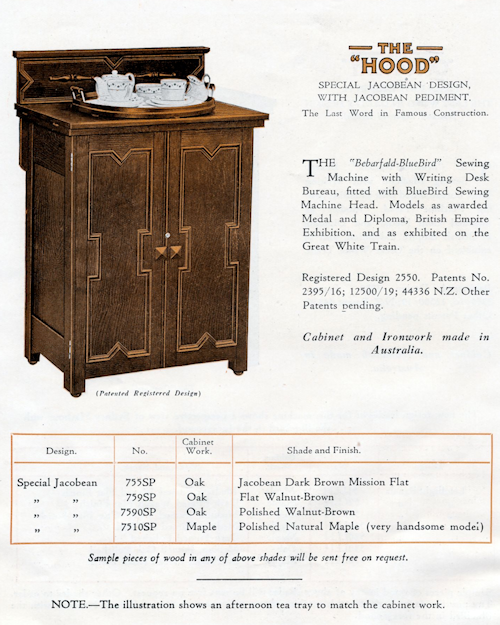 THE
"HOOD"
SPECIAL JACOBEAN DESIGN,
WITH JACOBEAN PEDIMENT.
The Last Word in Famous Construction.
THE "Bebarfald-BlueBird" Sewing
Machine with Writing Desk
Bureau, fitted with BlueBird Sewing
Machine Head. Models as awarded
Medal and Diploma, British Empire
Exhibition, and as exhibited on the
Great White Train.
Registered Design 2550. Patents No.
2395/16; 12500/19; 44336 N.Z. Other
Patents pending.
Cabinet and Ironwork made in
Australia.
(Patented Registered Design)
Design. No. Cabinet Work. Shade and Finish.
Special Jacobean 755SP Oak Jacobean Dark Brown Mission Flat
„ „ 759SP Oak Flat Walnut-Brown
„ „ 7590SP Oak Polished Walnut-Brown
„ „ 7510SP Maple Polished Natural Maple (very handsome model)
Sample pieces of wood in any of above shades will be sent free on request.
NOTE.—The illustration shows an afternoon tea tray to match the cabinet work.